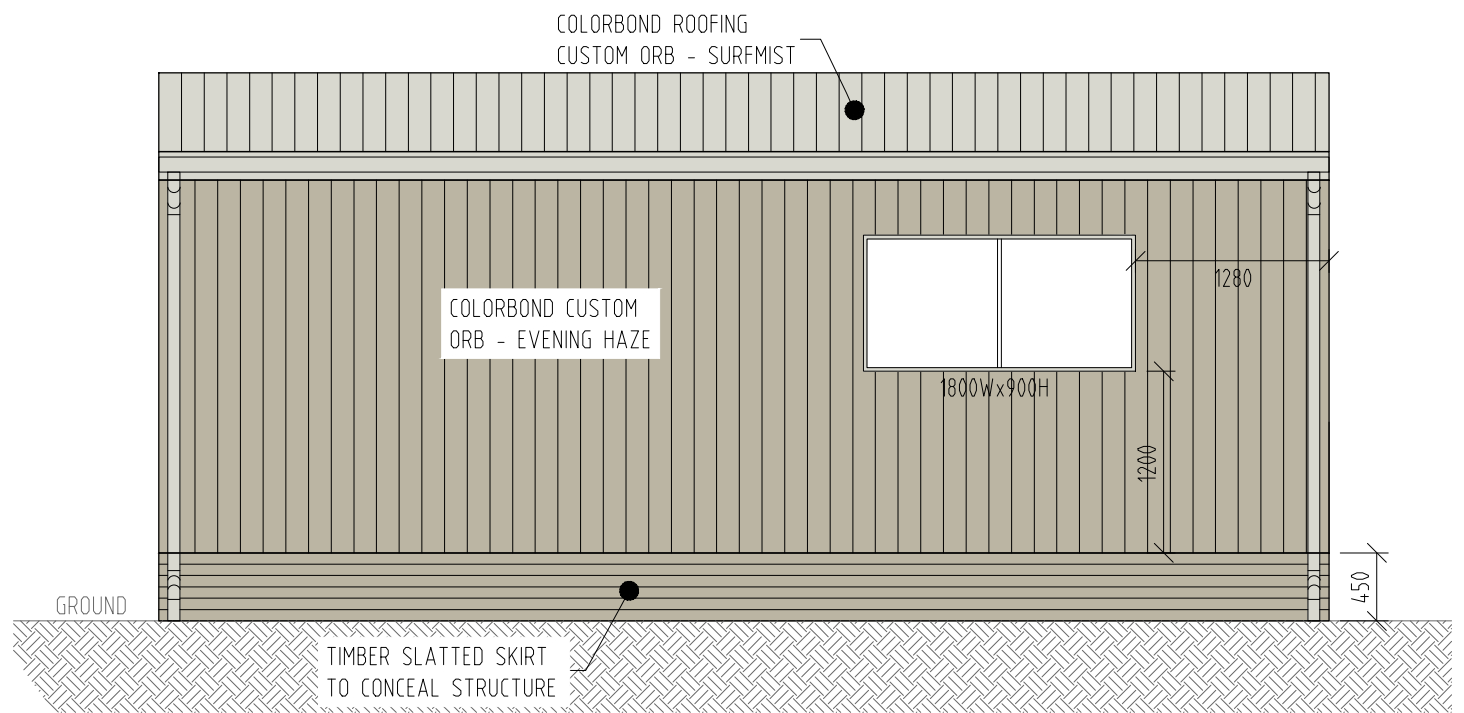 COLORBOND ROOFING
CUSTOM ORB - SURFMIST
1280
COLORBOND CUSTOM
ORB - EVENING HAZE
1800Wx900H
1200
450
GROUND
TIMBER SLATTED SKIRT
TO CONCEAL STRUCTURE